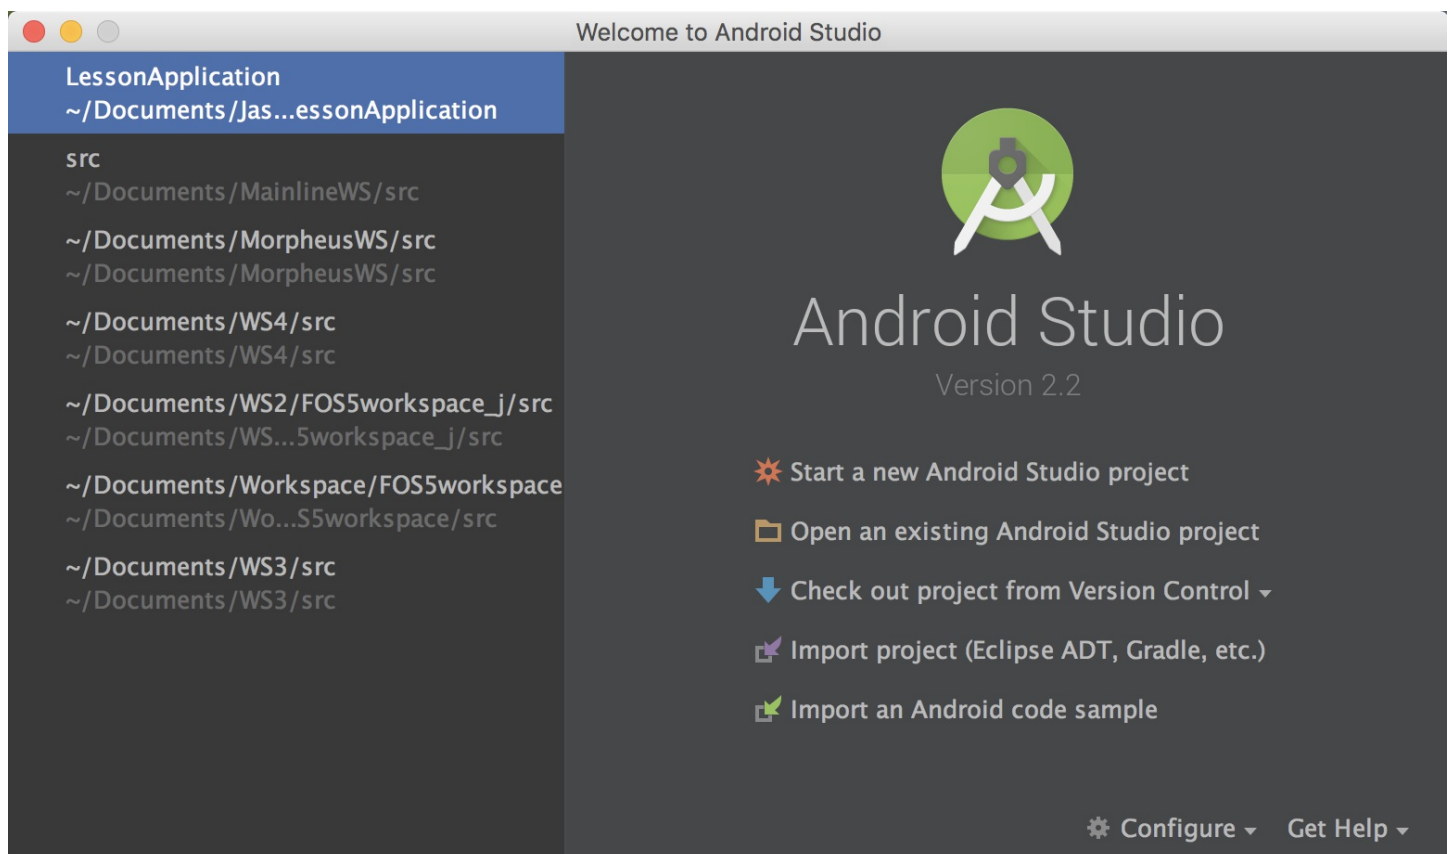 Welcome to Android Studio
LessonApplication
~/Documents/Jas...essonApplication
src
~/Documents/MainlineWS/src
~/Documents/MorpheusWS/src
~/Documents/MorpheusWS/src
~/Documents/WS4/src
~/Documents/WS4/src
~/Documents/WS2/FOS5workspace_j/src
~/Documents/WS...5workspace_j/src
~/Documents/Workspace/FOS5workspace
~/Documents/Wo...S5workspace/src
~/Documents/WS3/src
~/Documents/WS3/src
Android Studio
Version 2.2
Start a new Android Studio project
Open an existing Android Studio project
Check out project from Version Control
Import project (Eclipse ADT, Gradle, etc.)
Import an Android code sample
Configure Get Help